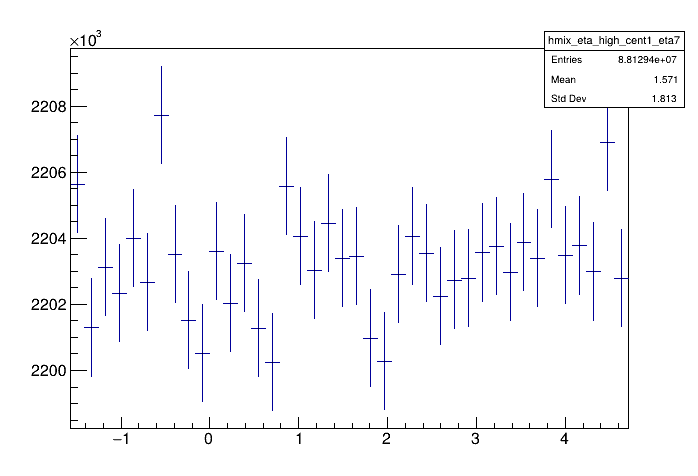 ×10³
hmix_eta_high_cent1_eta7
Entries 8.81294e+07
Mean 1.571
Std Dev 1.813
2208
2206
2204
2202
2200
−1 0 1 2 3 4